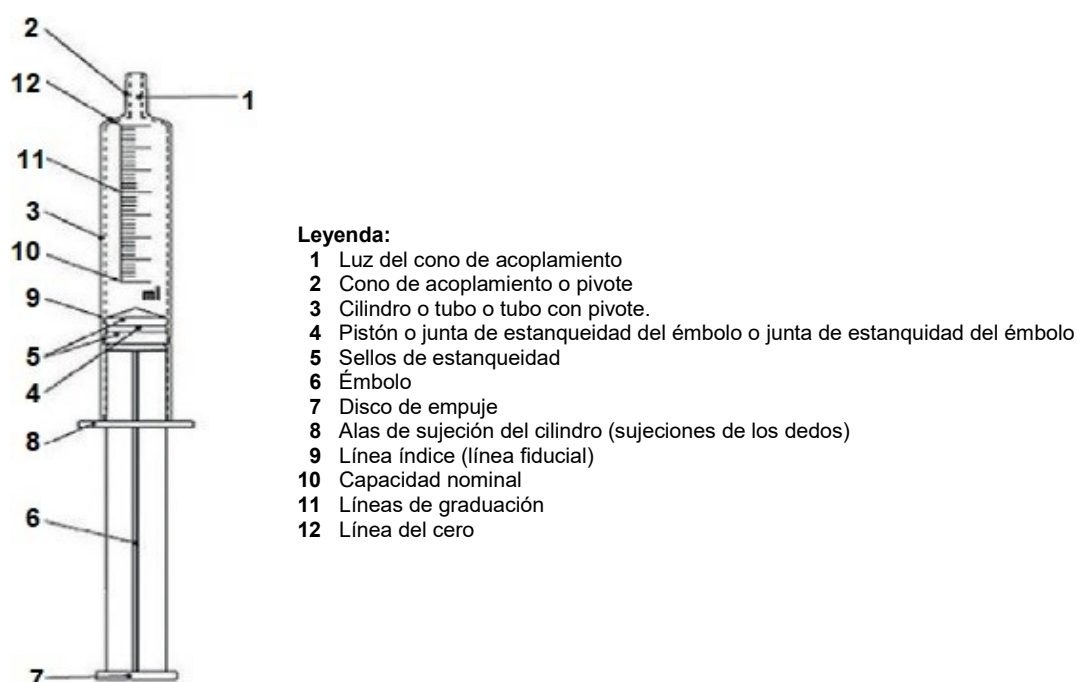 2
12
1
11
3
10
ml
9
5
4
8
6
7
Leyenda:
1 Luz del cono de acoplamiento
2 Cono de acoplamiento o pivote
3 Cilindro o tubo o tubo con pivote.
4 Pistón o junta de estanqueidad del émbolo o junta de estanquidad del émbolo
5 Sellos de estanqueidad
6 Émbolo
7 Disco de empuje
8 Alas de sujeción del cilindro (sujeciones de los dedos)
9 Línea índice (línea fiducial)
10 Capacidad nominal
11 Líneas de graduación
12 Línea del cero